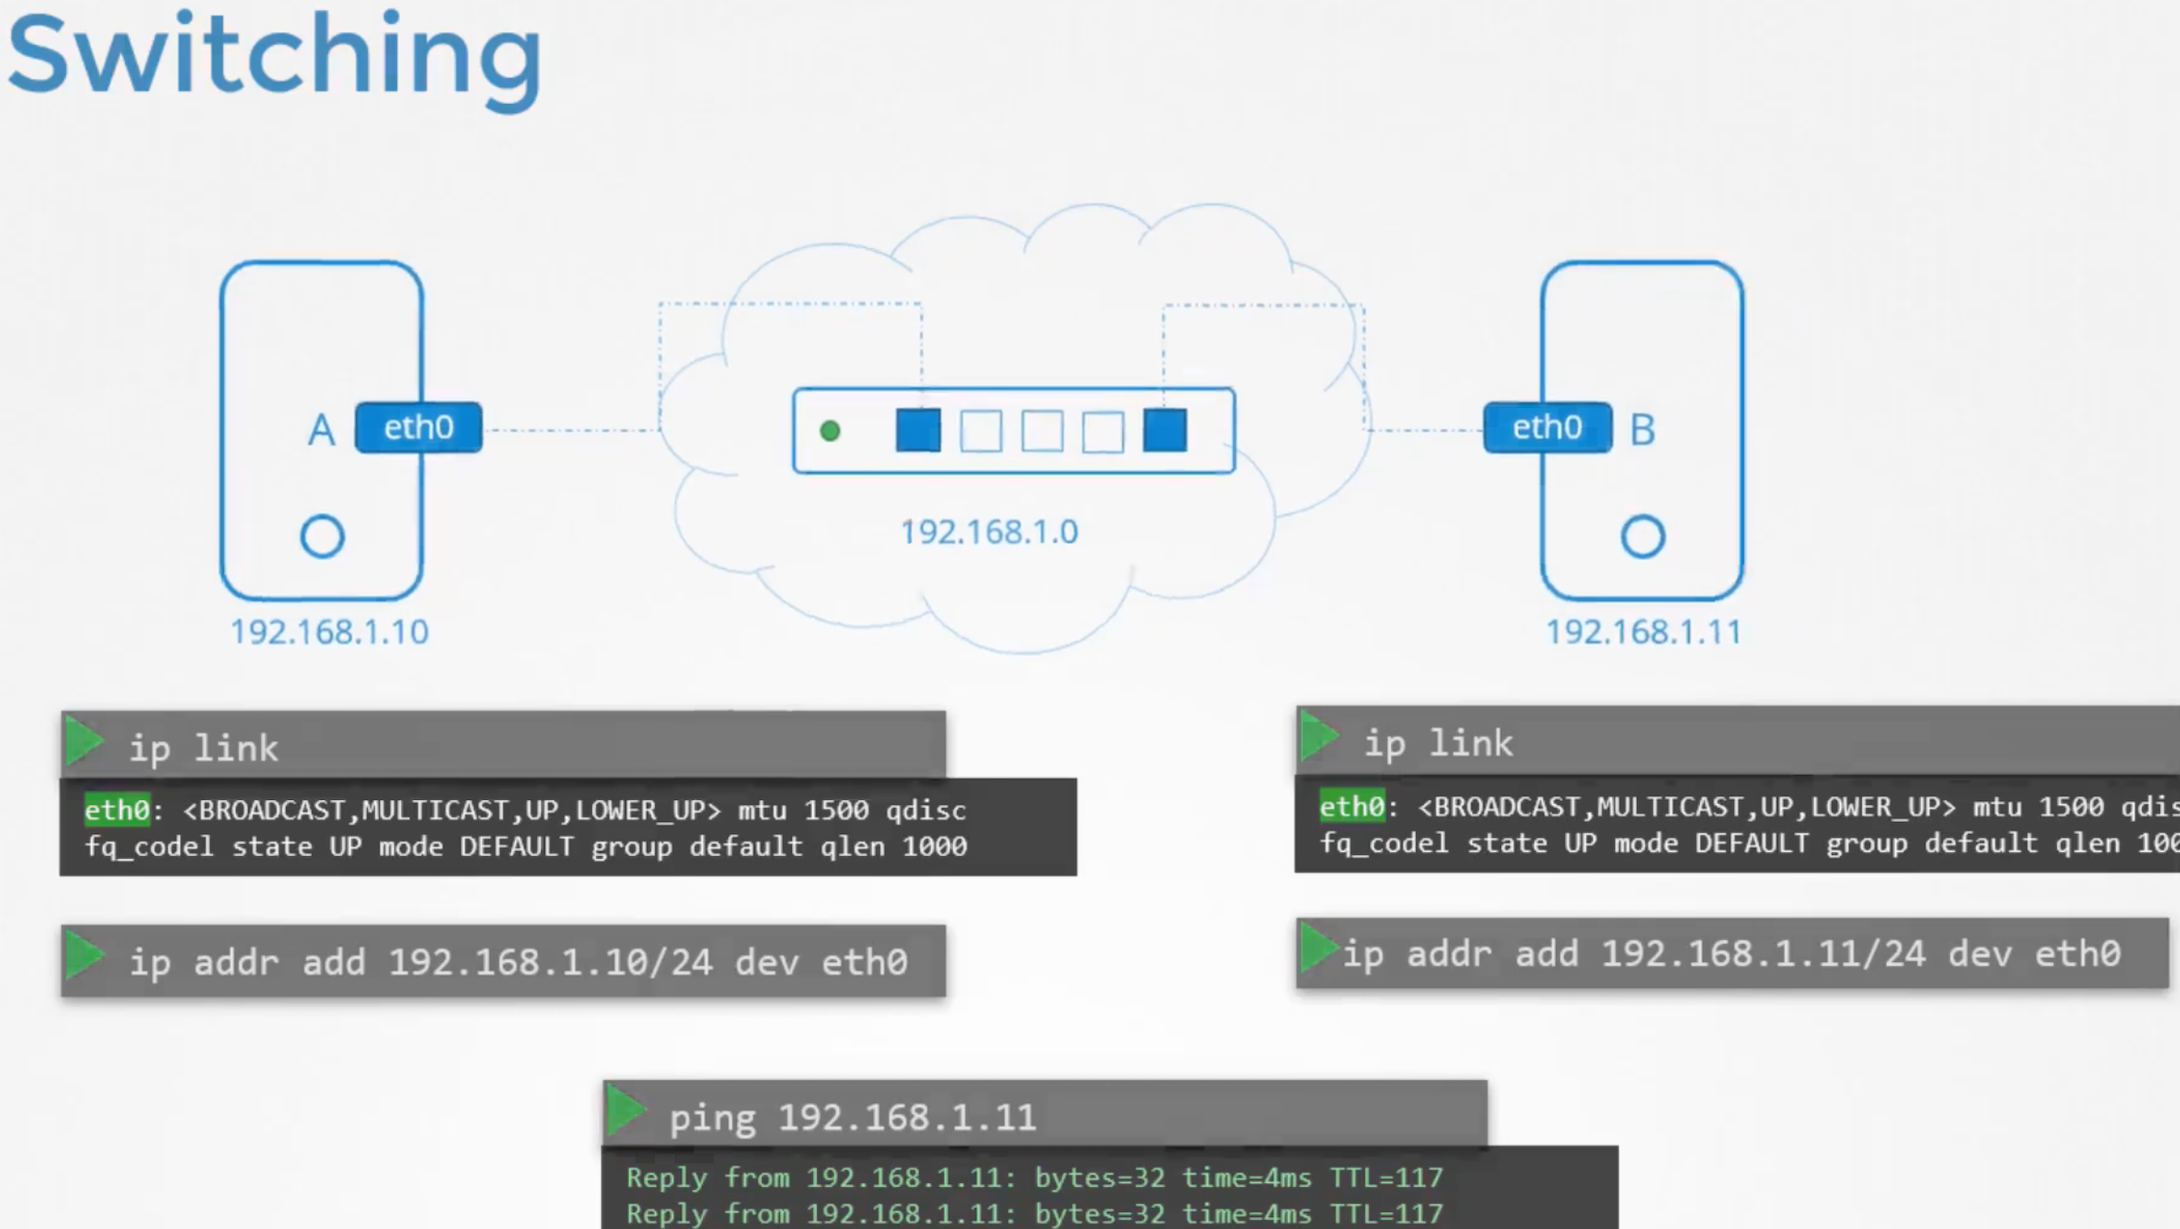 Switching
A
eth0
eth0
B
192.168.1.0
192.168.1.10
192.168.1.11
ip link
eth0: <BROADCAST,MULTICAST,UP,LOWER_UP> mtu 1500 qdisc
fq_codel state UP mode DEFAULT group default qlen 1000
ip addr add 192.168.1.10/24 dev eth0
ip link
eth0: <BROADCAST,MULTICAST,UP,LOWER_UP> mtu 1500 qdis
fq_codel state UP mode DEFAULT group default qlen 100
ip addr add 192.168.1.11/24 dev eth0
ping 192.168.1.11
Reply from 192.168.1.11: bytes=32 time=4ms TTL=117
Reply from 192.168.1.11: bytes=32 time=4ms TTL=117